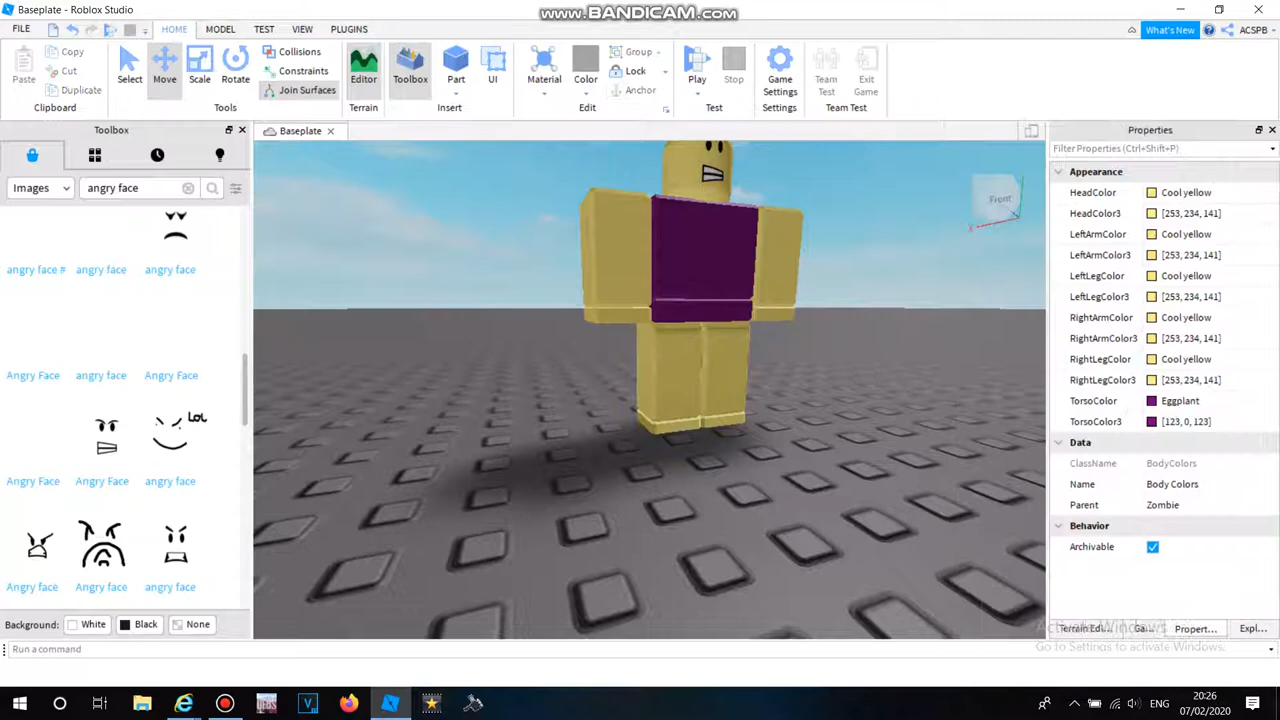 Baseplate - Roblox Studio
www.BANDICAM.com
FILE HOME MODEL TEST VIEW PLUGINS
What's New ACSPB
Copy
Cut
Duplicate
Paste
Clipboard
Select Move Scale Rotate
Collisions
Constraints
Join Surfaces
Tools
Editor
Terrain
Toolbox Part UI
Insert
Material Color
Group
Lock
Anchor
Edit
Play Stop
Test
Game Settings
Settings
Team Test
Exit Game
Team Test
Toolbox
Baseplate
Properties
Images
angry face
Filter Properties (Ctrl+Shift+P)
angry face # angry face angry face
Angry Face angry face Angry Face
LOL
Angry Face Angry Face angry face
Angry face Angry face angry face
Background: White Black None
Front
X
Appearance
HeadColor Cool yellow
HeadColor3 [253, 234, 141]
LeftArmColor Cool yellow
LeftArmColor3 [253, 234, 141]
LeftLegColor Cool yellow
LeftLegColor3 [253, 234, 141]
RightArmColor Cool yellow
RightArmColor3 [253, 234, 141]
RightLegColor Cool yellow
RightLegColor3 [253, 234, 141]
TorsoColor Eggplant
TorsoColor3 [123, 0, 123]
Data
ClassName BodyColors
Name Body Colors
Parent Zombie
Behavior
Archivable
Activate Windows
Go to Settings to activate Windows.
Terrain Edi... Ga... Propert... Expl...
Run a command
ENG
20:26
07/02/2020